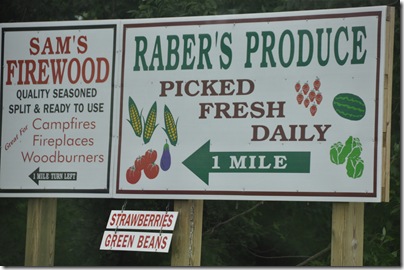 SAM'S
FIREWOOD
QUALITY SEASONED
SPLIT & READY TO USE
Great For
Campfires
Fireplaces
Woodburners
1 MILE TURN LEFT
RABER'S PRODUCE
PICKED
FRESH
DAILY
1 MILE
STRAWBERRIES
GREEN BEANS